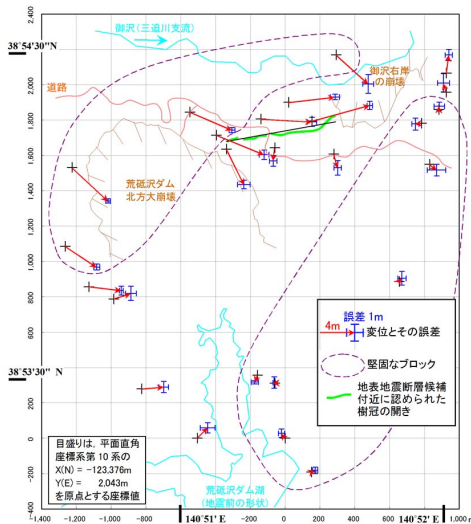 2,400
2,200
38°54'30"N
2,000
1,800
1,600
1,400
1,200
1,000
800
600
400
38°53'30" N
200
0
200
400
御沢(三迫川支流)
道路
御沢右岸
の崩壊
荒砥沢ダム
北方大崩壊
誤差 1m
4m
変位とその誤差
堅固なブロック
地表地震断層候補
付近に認められた
樹冠の開き
目盛りは,平面直角
座標系第 10 系の
X(N) = −123,376m
Y(E) = 2,043m
を原点とする座標値
荒砥沢ダム湖
(地震前の形状)
140°51' E
140°52' E
-1,400 1,200 1,000 800 600 400 200 0 200 400 600 800 1,000